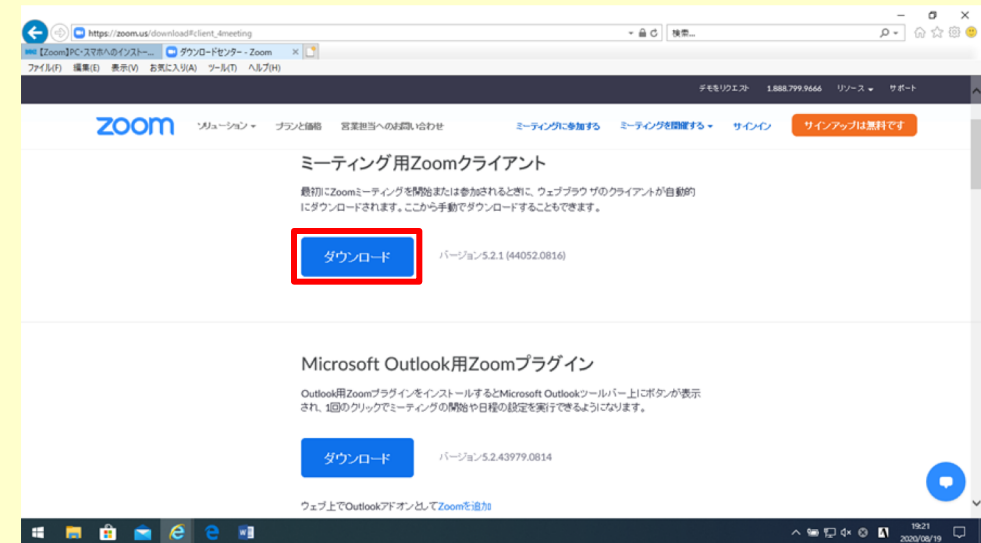 https://zoom.us/download#client_4meeting
検索...
【Zoom】PC・スマホへのインストー...
ダウンロードセンター - Zoom
ファイル(F) 編集(E) 表示(V) お気に入り(A) ツール(T) ヘルプ(H)
デモをリクエスト 1.888.799.9666 リソース サポート
zoom ソリューション プランと価格 営業担当へのお問い合わせ ミーティングに参加する ミーティングを開催する サインイン サインアップは無料です
ミーティング用Zoomクライアント
最初にZoomミーティングを開始または参加されるときに、ウェブブラウザのクライアントが自動的
にダウンロードされます。ここから手動でダウンロードすることもできます。
ダウンロード バージョン5.2.1 (44052.0816)
Microsoft Outlook用Zoomプラグイン
Outlook用ZoomプラグインをインストールするとMicrosoft Outlookツールバー上にボタンが表示
され、1回のクリックでミーティングの開始や日程の設定を実行できるようになります。
ダウンロード バージョン5.2.43979.0814
ウェブ上でOutlookアドオンとしてZoomを追加
19:21
2020/08/19